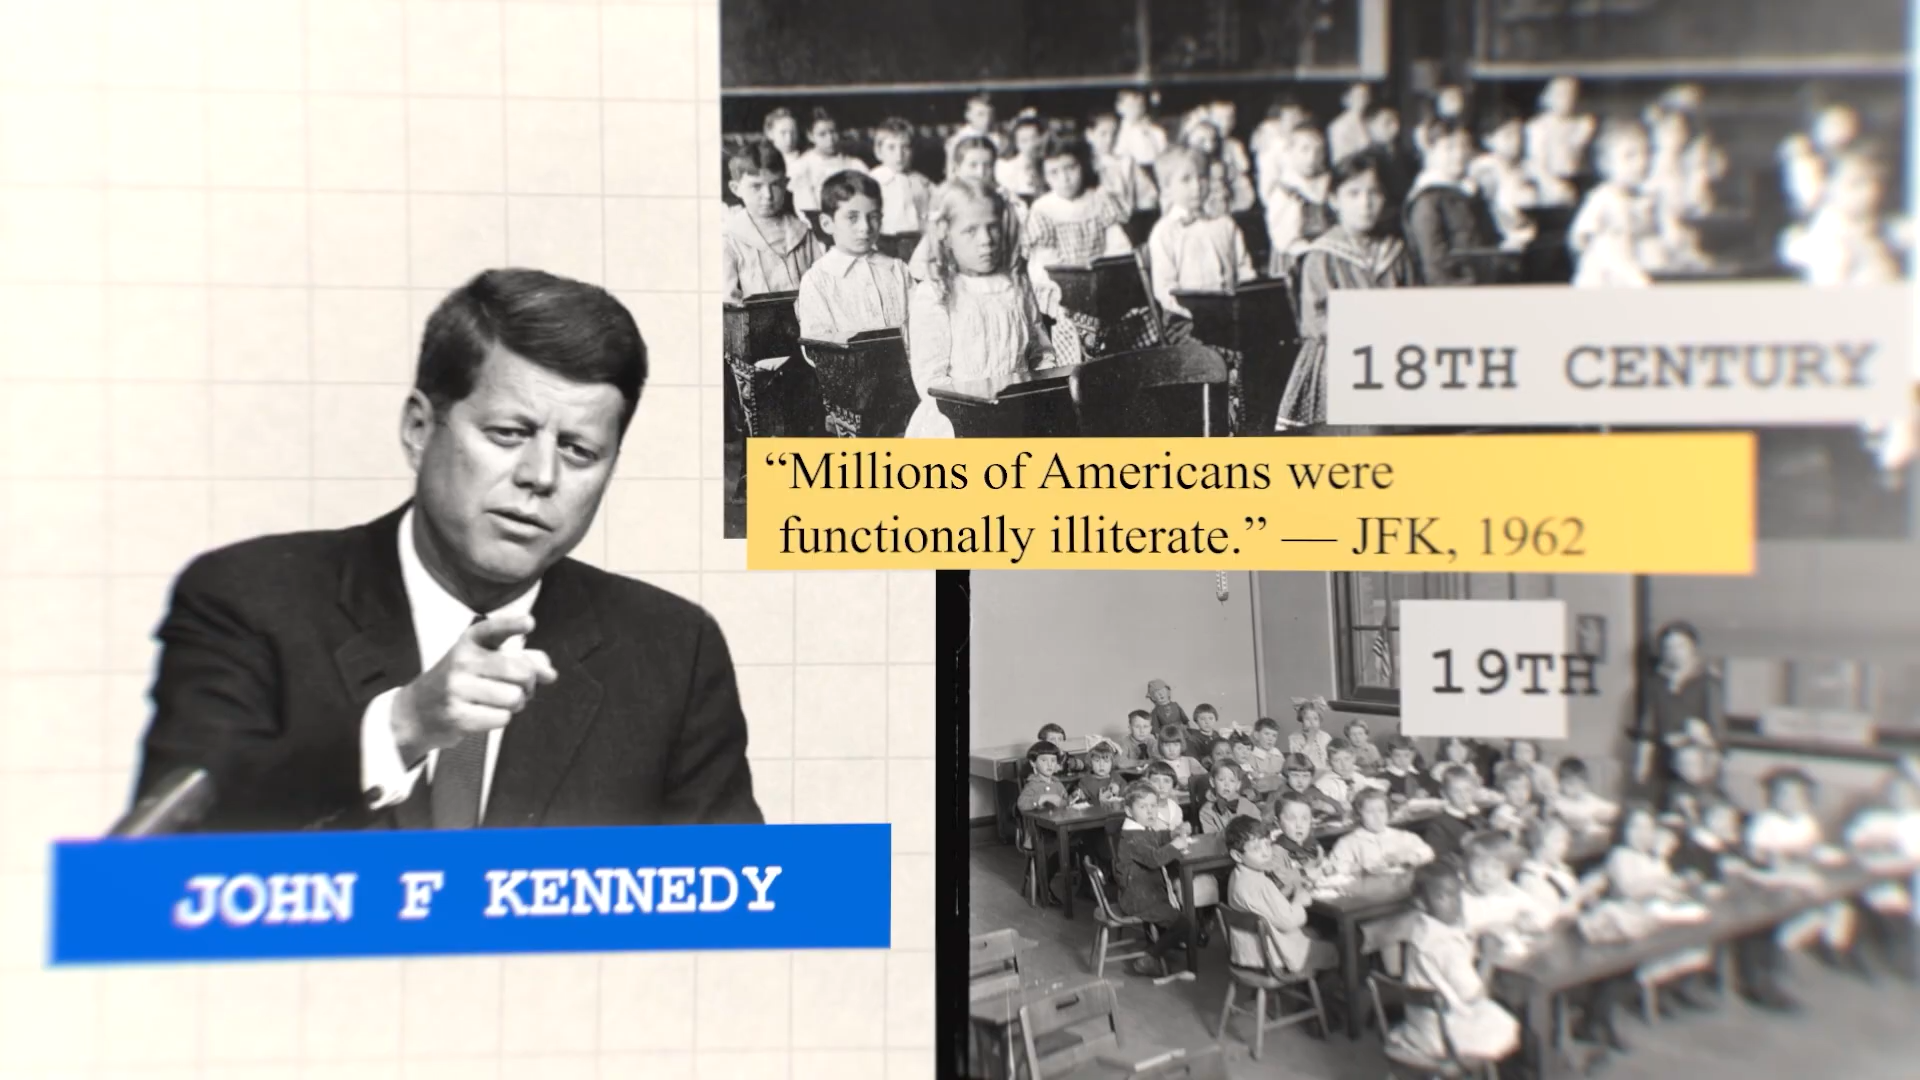 18TH CENTURY
“Millions of Americans were
functionally illiterate.” — JFK, 1962
19TH
JOHN F KENNEDY